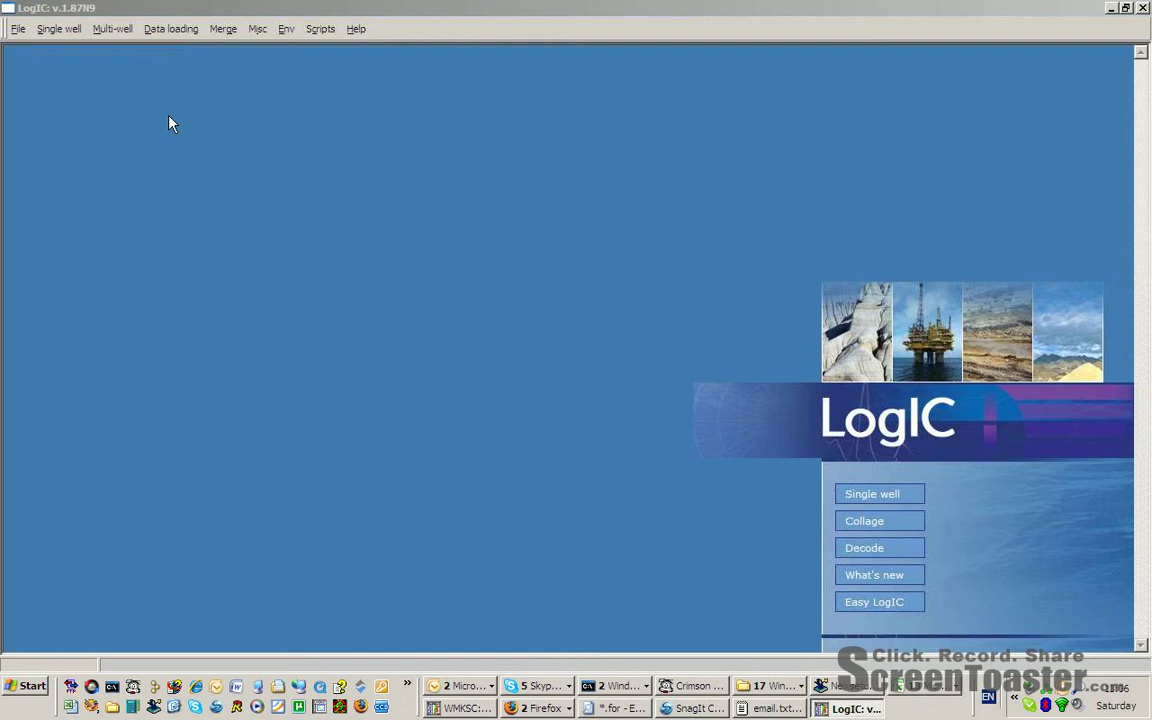 LogIC: v.1.87N9
File Single well Multi-well Data loading Merge Misc Env Scripts Help
LogIC
Single well
Collage
Decode
What's new
Easy LogIC
Click. Record. Share
ScreenToaster.com
Start
2 Micro...
5 Skyp...
2 Wind...
Crimson ...
17 Win...
EN
WMKSC:...
2 Firefox
*.for - E...
SnagIt C...
email.txt...
LogIC: v...
Saturday